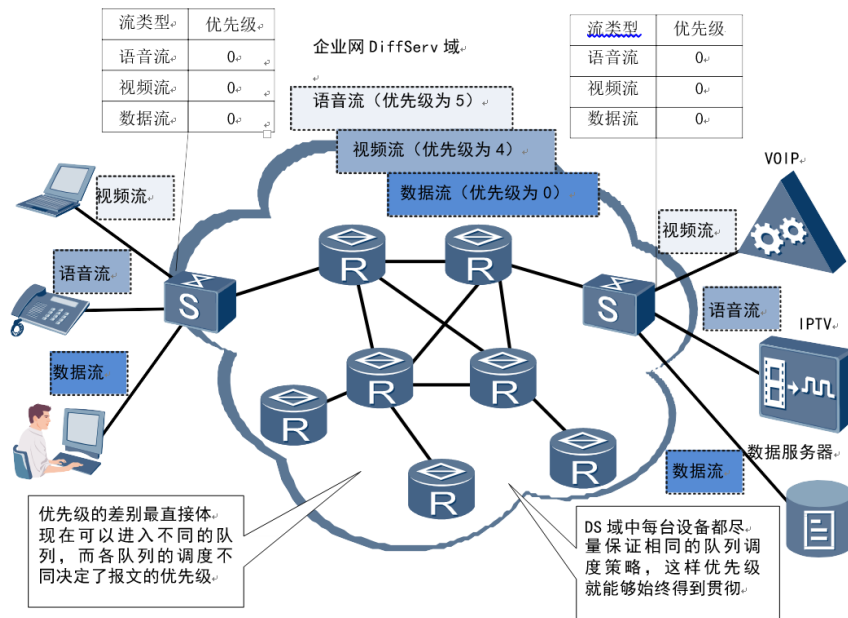 流类型 优先级
语音流 0
视频流 0
数据流 0
企业网 DiffServ 域
语音流（优先级为 5）
视频流（优先级为 4）
数据流（优先级为 0）
流类型 优先级
语音流 0
视频流 0
数据流 0
视频流
语音流
数据流
S
R
R
R
R
R
R
R
S
视频流
语音流
数据流
VOIP
IPTV
数据服务器
优先级的差别最直接体
现在可以进入不同的队
列，而各队列的调度不
同决定了报文的优先级
DS 域中每台设备都尽
量保证相同的队列调
度策略，这样优先级
就能够始终得到贯彻